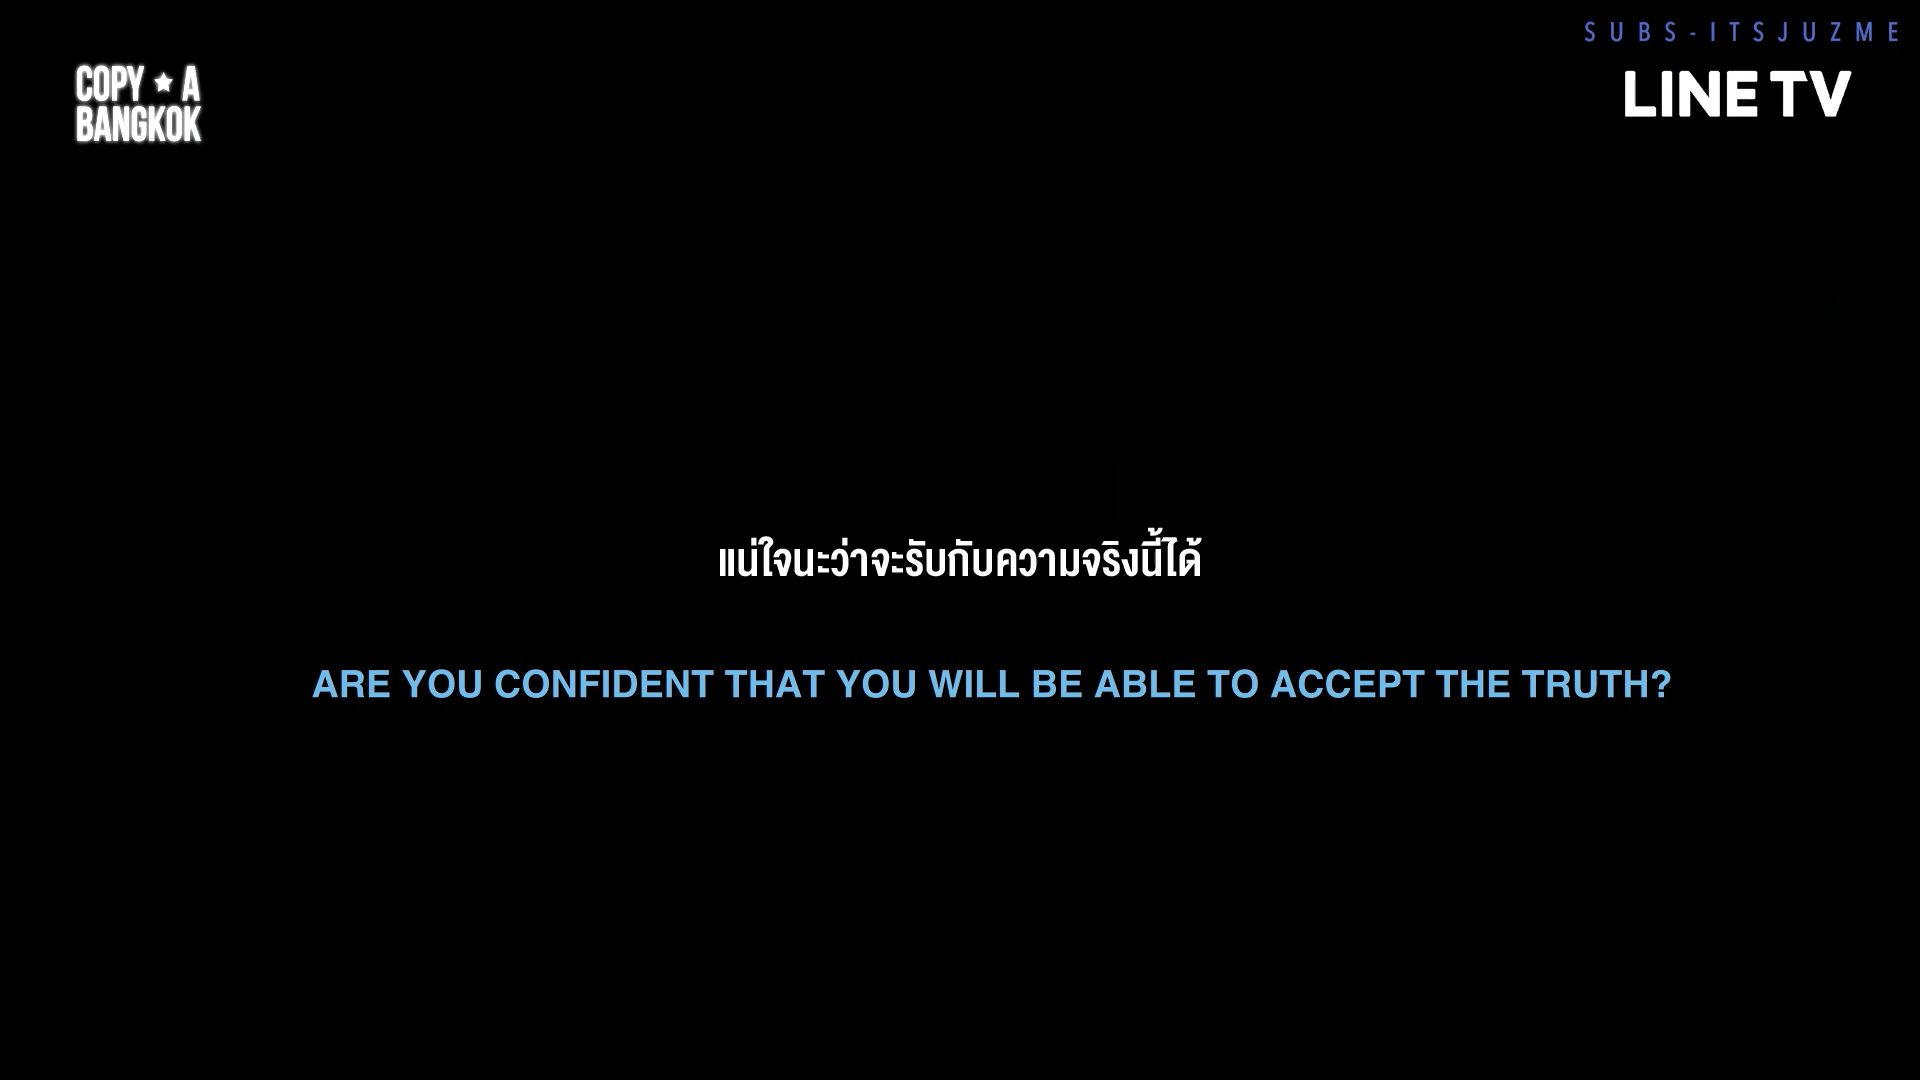 SUBS-ITSJUZME
COPY ★ A
BANGKOK
LINE TV
แน่ใจนะว่าจะรับกับความจริงนี้ได้
ARE YOU CONFIDENT THAT YOU WILL BE ABLE TO ACCEPT THE TRUTH?